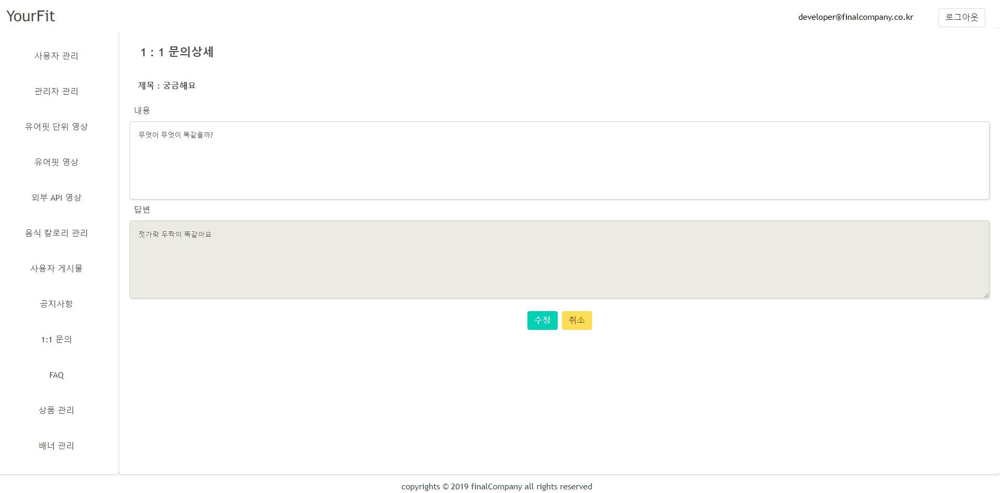 YourFit
developer@finalcompany.co.kr
로그아웃
사용자 관리
관리자 관리
유어핏 단위 영상
유어핏 영상
외부 API 영상
음식 칼로리 관리
사용자 게시물
공지사항
1:1 문의
FAQ
상품 관리
배너 관리
1 : 1 문의상세
제목 : 궁금해요
내용
무엇이 무엇이 똑같을까?
답변
젓가락 두짝이 똑같아요
수정
취소
copyrights © 2019 finalCompany all rights reserved